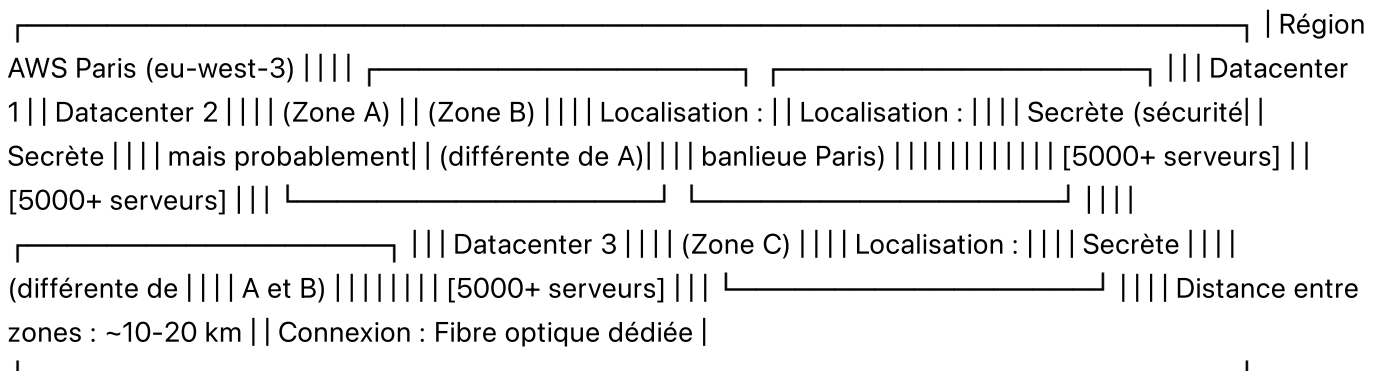 ┌─────────────────────────────────────────────────────────┐ | Région
AWS Paris (eu-west-3) | | | | ┌──────────────────┐ ┌──────────────────┐ | | | Datacenter
1 | | Datacenter 2 | | | | (Zone A) | | (Zone B) | | | | Localisation : | | Localisation : | | | | Secrète (sécurité| |
Secrète | | | | mais probablement| | (différente de A)| | | | banlieue Paris) | | | | | | | | | | | | [5000+ serveurs] | |
[5000+ serveurs] | | | └──────────────────┘ └──────────────────┘ | | | |
┌──────────────────┐ | | | Datacenter 3 | | | | (Zone C) | | | | Localisation : | | | | Secrète | | | |
(différente de | | | | A et B) | | | | | | | | [5000+ serveurs] | | | └──────────────────┘ | | | | Distance entre
zones : ~10-20 km | | Connexion : Fibre optique dédiée |